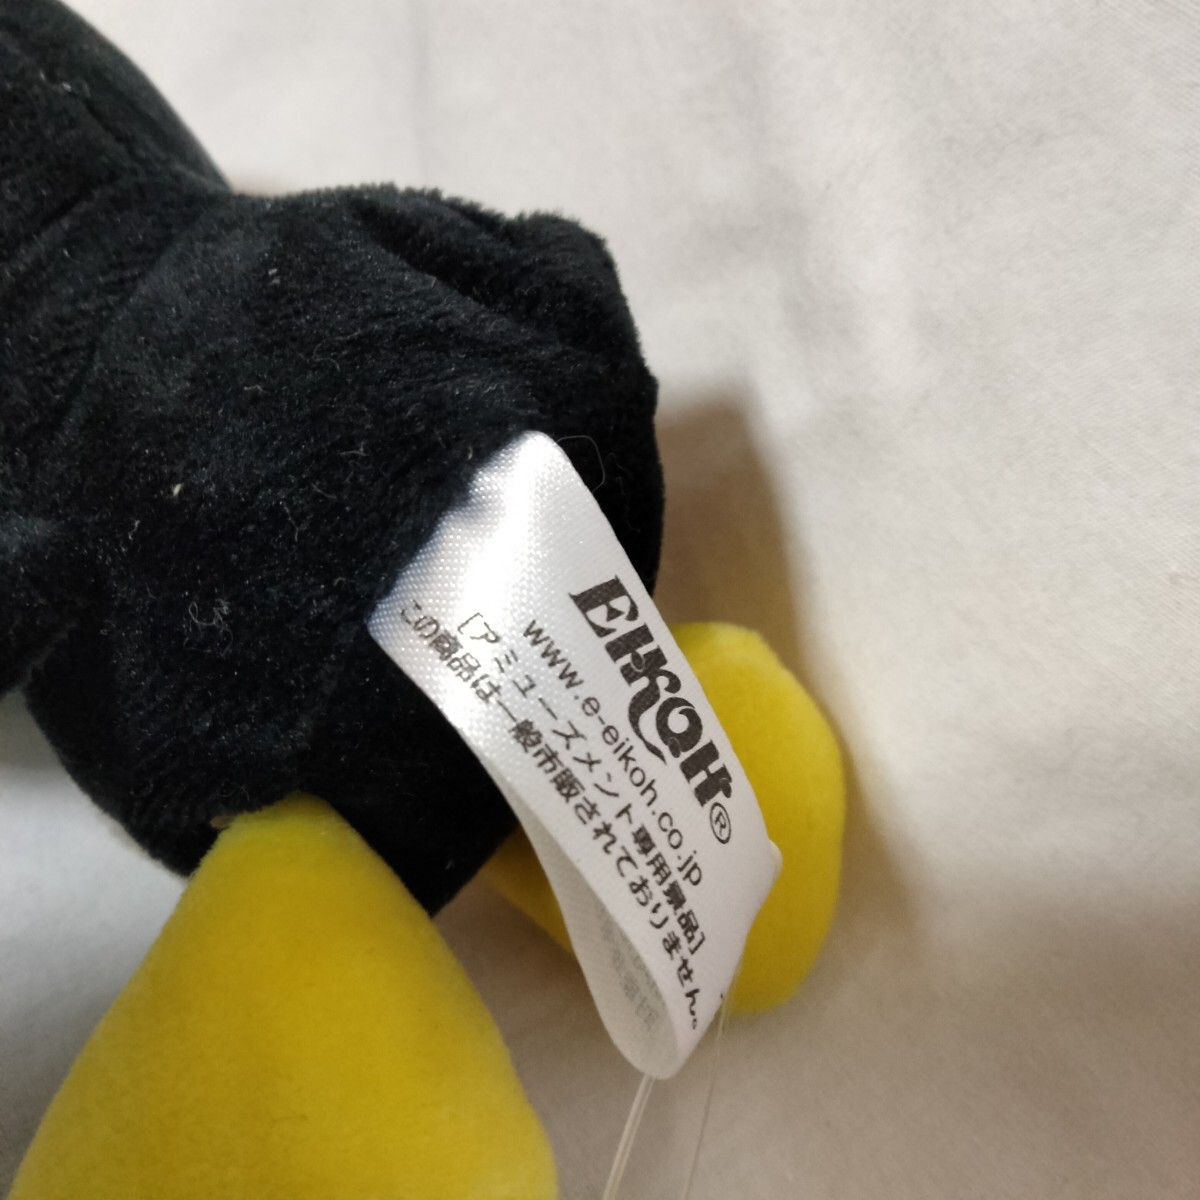 EIKOH®
www.e-eikoh.co.jp
[アミューズメント専用景品]
この商品は一般市販されておりません。